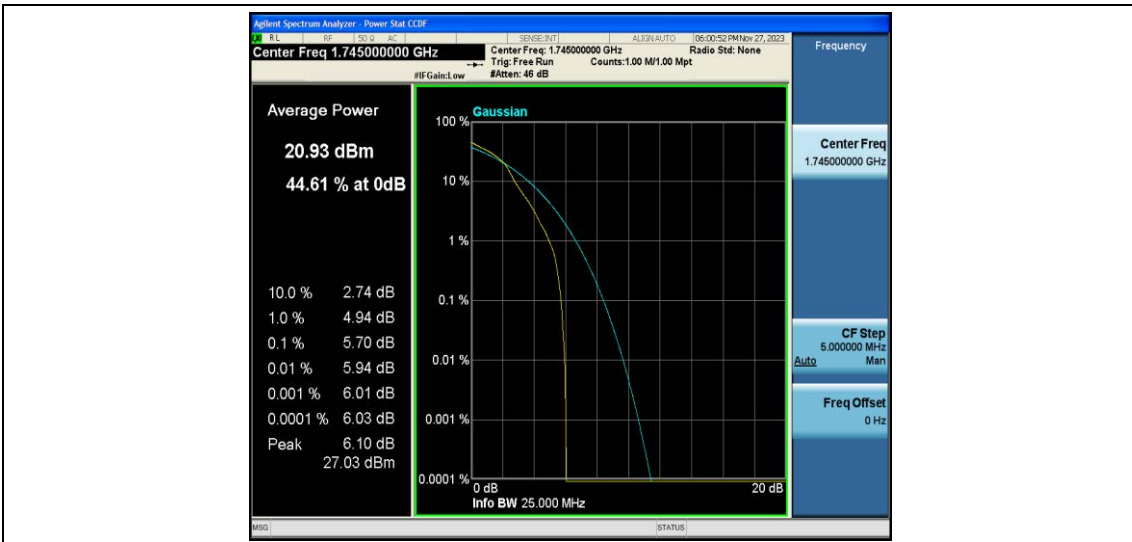 Agilent Spectrum Analyzer - Power Stat CCDF
RL RF 50 Ω AC SENSE:INT ALIGNAUTO 06:00:52 PM Nov 27, 2023
Center Freq 1.745000000 GHz
Center Freq: 1.745000000 GHz Radio Std: None
Trig: Free Run Counts:1.00 M/1.00 Mpt
#IFGain:Low #Atten: 46 dB
Average Power
20.93 dBm
44.61 % at 0dB
10.0 % 2.74 dB
1.0 % 4.94 dB
0.1 % 5.70 dB
0.01 % 5.94 dB
0.001 % 6.01 dB
0.0001 % 6.03 dB
Peak 6.10 dB
27.03 dBm
Gaussian
100 %
10 %
1 %
0.1 %
0.01 %
0.001 %
0.0001 %
0 dB 20 dB
Info BW 25.000 MHz
Frequency
Center Freq
1.745000000 GHz
CF Step
5.000000 MHz
Auto Man
Freq Offset
0 Hz
MSG STATUS